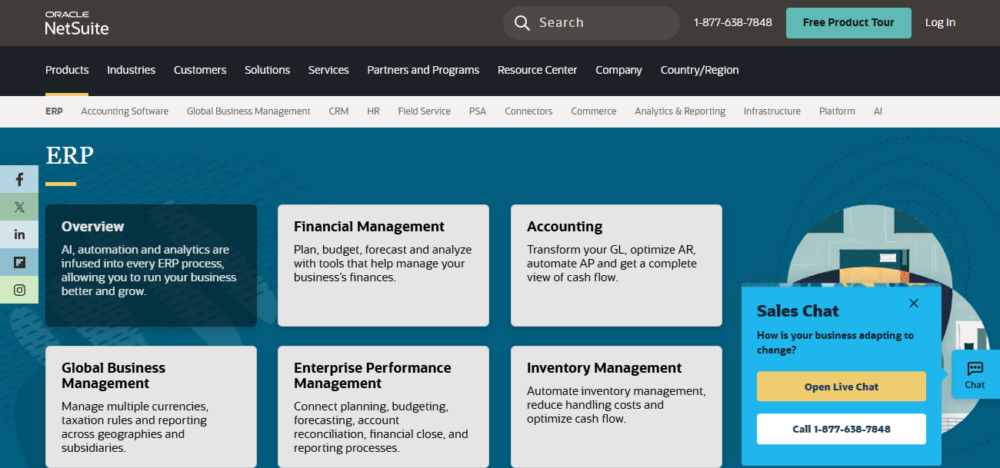 ORACLE
NetSuite
Search
1-877-638-7848
Free Product Tour
Log In
Products
Industries
Customers
Solutions
Services
Partners and Programs
Resource Center
Company
Country/Region
ERP
Accounting Software
Global Business Management
CRM
HR
Field Service
PSA
Connectors
Commerce
Analytics & Reporting
Infrastructure
Platform
AI
ERP
Overview
AI, automation and analytics are
infused into every ERP process,
allowing you to run your business
better and grow.
Financial Management
Plan, budget, forecast and analyze
with tools that help manage your
business’s finances.
Accounting
Transform your GL, optimize AR,
automate AP and get a complete
view of cash flow.
Global Business
Management
Manage multiple currencies,
taxation rules and reporting
across geographies and
subsidiaries.
Enterprise Performance
Management
Connect planning, budgeting,
forecasting, account
reconciliation, financial close, and
reporting processes.
Inventory Management
Automate inventory management,
reduce handling costs and
optimize cash flow.
Sales Chat
How is your business adapting to
change?
Open Live Chat
Call 1-877-638-7848
Chat